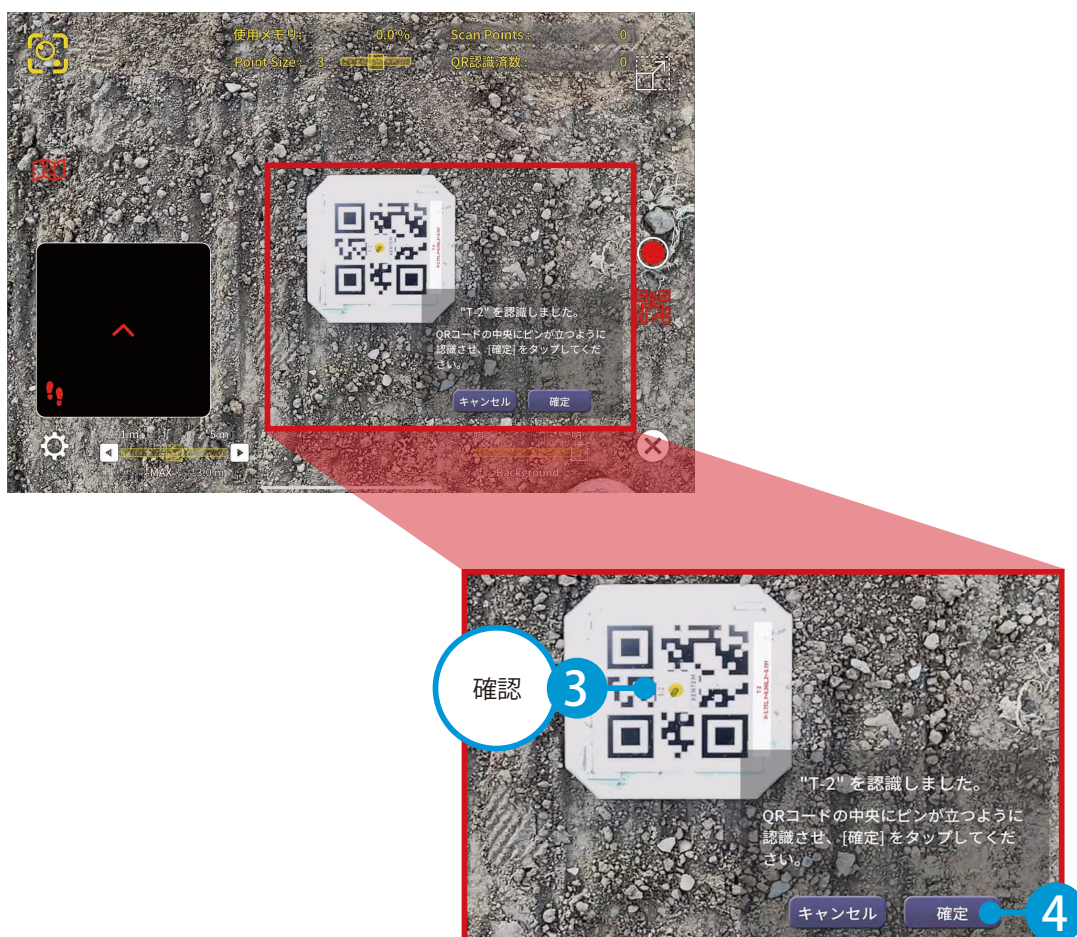 使用メモリ: 0.0 % Scan Points : 0
Point Size : 3 QR認識済数 : 0
"T-2" を認識しました。
QRコードの中央にピンが立つように
認識させ、[確定] をタップしてくだ
さい。
キャンセル 確定
1 m 5 m
MAX
Background
確認 3
T-2
KENTEM
"T-2" を認識しました。
QRコードの中央にピンが立つように
認識させ、[確定] をタップしてくだ
さい。
キャンセル 確定 4